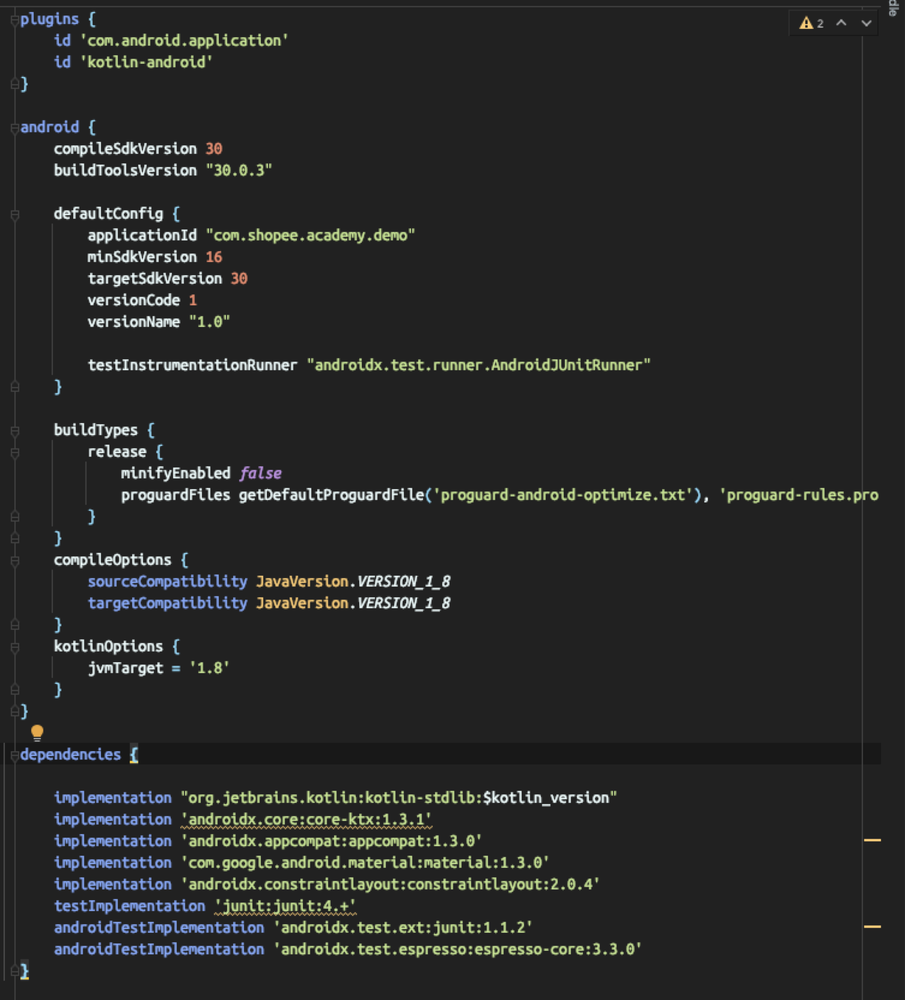 dle
2
plugins {
    id 'com.android.application'
    id 'kotlin-android'
}
android {
    compileSdkVersion 30
    buildToolsVersion "30.0.3"
    defaultConfig {
        applicationId "com.shopee.academy.demo"
        minSdkVersion 16
        targetSdkVersion 30
        versionCode 1
        versionName "1.0"
        testInstrumentationRunner "androidx.test.runner.AndroidJUnitRunner"
    }
    buildTypes {
        release {
            minifyEnabled false
            proguardFiles getDefaultProguardFile('proguard-android-optimize.txt'), 'proguard-rules.pro
        }
    }
    compileOptions {
        sourceCompatibility JavaVersion.VERSION_1_8
        targetCompatibility JavaVersion.VERSION_1_8
    }
    kotlinOptions {
        jvmTarget = '1.8'
    }
}
dependencies {
    implementation "org.jetbrains.kotlin:kotlin-stdlib:$kotlin_version"
    implementation 'androidx.core:core-ktx:1.3.1'
    implementation 'androidx.appcompat:appcompat:1.3.0'
    implementation 'com.google.android.material:material:1.3.0'
    implementation 'androidx.constraintlayout:constraintlayout:2.0.4'
    testImplementation 'junit:junit:4.+'
    androidTestImplementation 'androidx.test.ext:junit:1.1.2'
    androidTestImplementation 'androidx.test.espresso:espresso-core:3.3.0'
}